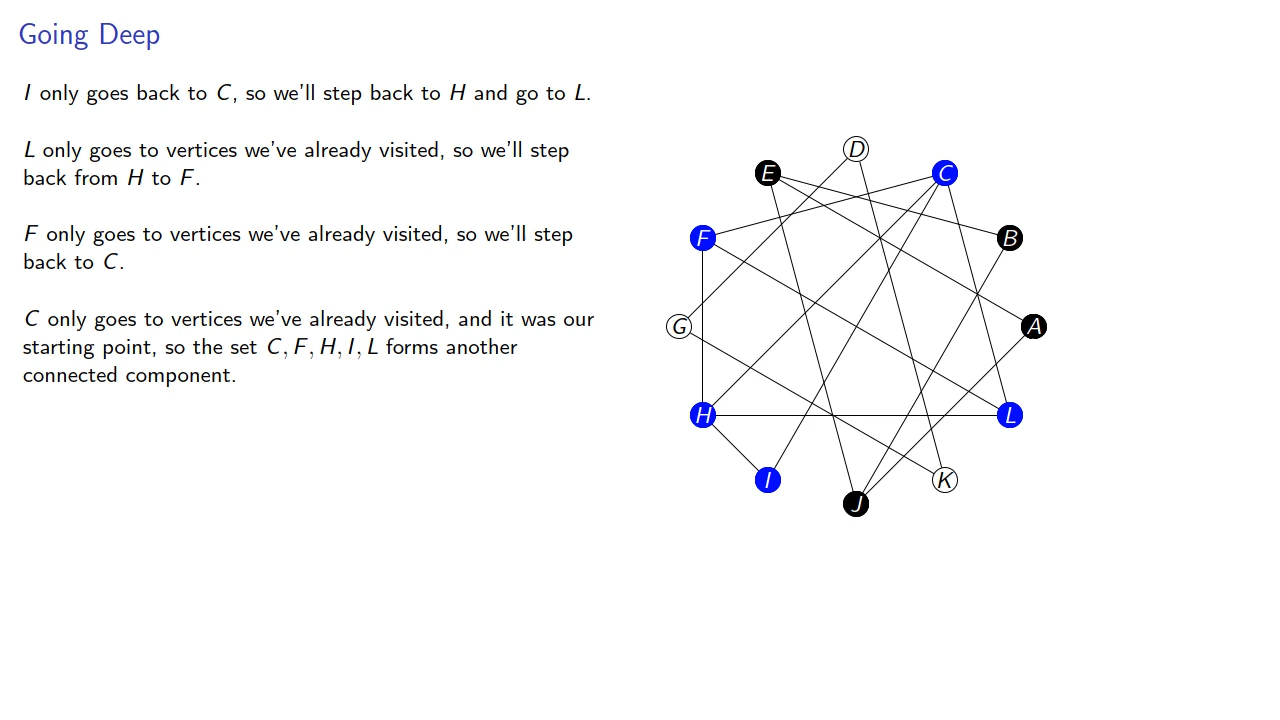 Going Deep
I only goes back to C, so we'll step back to H and go to L.
L only goes to vertices we've already visited, so we'll step
back from H to F.
F only goes to vertices we've already visited, so we'll step
back to C.
C only goes to vertices we've already visited, and it was our
starting point, so the set C, F, H, I, L forms another
connected component.
D
E
C
F
B
G
A
H
L
I
K
J